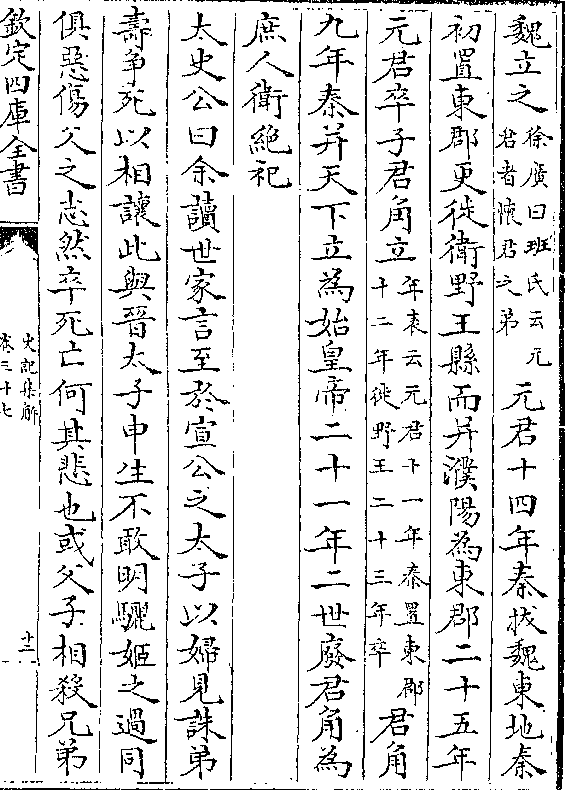 魏立之徐廣曰班氏云元君者懷君之弟元君十四年秦拔魏東地秦
初置東郡更徙衛野王縣而并濮陽為東郡二十五年
元君卒子君角立年表云元君十一年秦置東郡十二年徙野王二十三年卒君角
九年秦并天下立為始皇帝二十一年二世廢君角為
庶人衛絕祀
太史公曰余讀世家言至於宣公之太子以婦見誅弟
壽爭死以相讓此與晉太子申生不敢明驪姬之過同
俱惡傷父之志然卒死亡何其悲也或父子相殺兄弟
欽定四庫全書
史記集解
卷三十七
十二